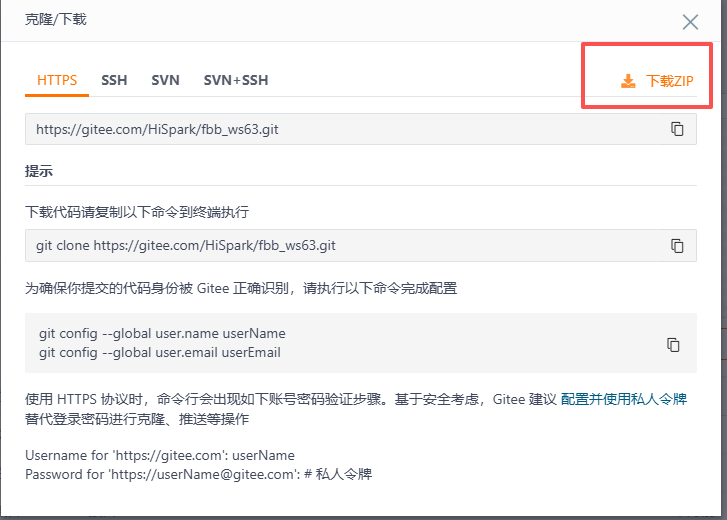 克隆/下载
HTTPS SSH SVN SVN+SSH 下载ZIP
https://gitee.com/HiSpark/fbb_ws63.git
提示
下载代码请复制以下命令到终端执行
git clone https://gitee.com/HiSpark/fbb_ws63.git
为确保你提交的代码身份被 Gitee 正确识别，请执行以下命令完成配置
git config --global user.name userName
git config --global user.email userEmail
使用 HTTPS 协议时，命令行会出现如下账号密码验证步骤。基于安全考虑，Gitee 建议 配置并使用私人令牌
替代登录密码进行克隆、推送等操作
Username for 'https://gitee.com': userName
Password for 'https://userName@gitee.com': # 私人令牌